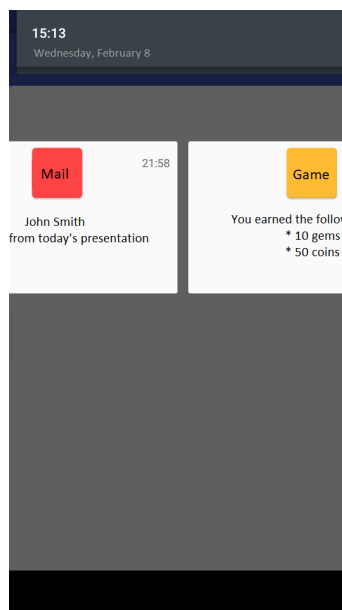 15:13
Wednesday, February 8
Mail
21:58
John Smith
from today's presentation
Game
You earned the
* 10 gems
* 50 coins